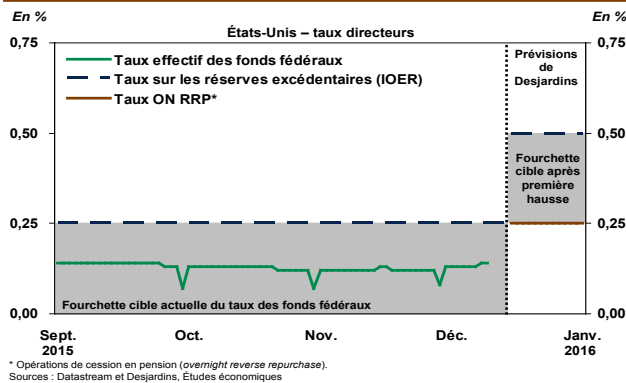 En %
En %
États-Unis – taux directeurs
0,75
0,75
Taux effectif des fonds fédéraux
Taux sur les réserves excédentaires (IOER)
Taux ON RRP*
Prévisions
de
Desjardins
0,50
0,50
Fourchette
cible après
première
hausse
0,25
0,25
Fourchette cible actuelle du taux des fonds fédéraux
0,00
0,00
Sept.
2015
Oct.
Nov.
Déc.
Janv.
2016
* Opérations de cession en pension (overnight reverse repurchase).
Sources : Datastream et Desjardins, Études économiques